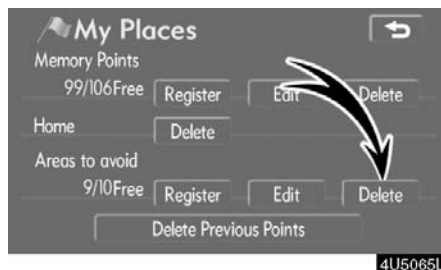 My Places
Memory Points
99/106Free Register Edit Delete
Home Delete
Areas to avoid
9/10Free Register Edit Delete
Delete Previous Points
4U5065L